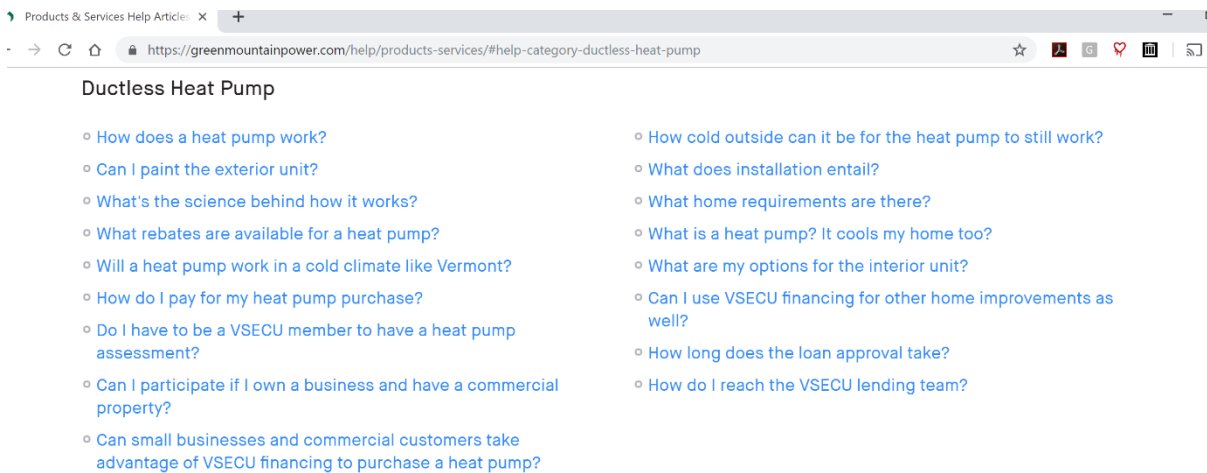 Products & Services Help Articles
https://greenmountainpower.com/help/products-services/#help-category-ductless-heat-pump
Ductless Heat Pump
How does a heat pump work?
Can I paint the exterior unit?
What's the science behind how it works?
What rebates are available for a heat pump?
Will a heat pump work in a cold climate like Vermont?
How do I pay for my heat pump purchase?
Do I have to be a VSECU member to have a heat pump
assessment?
Can I participate if I own a business and have a commercial
property?
Can small businesses and commercial customers take
advantage of VSECU financing to purchase a heat pump?
How cold outside can it be for the heat pump to still work?
What does installation entail?
What home requirements are there?
What is a heat pump? It cools my home too?
What are my options for the interior unit?
Can I use VSECU financing for other home improvements as
well?
How long does the loan approval take?
How do I reach the VSECU lending team?